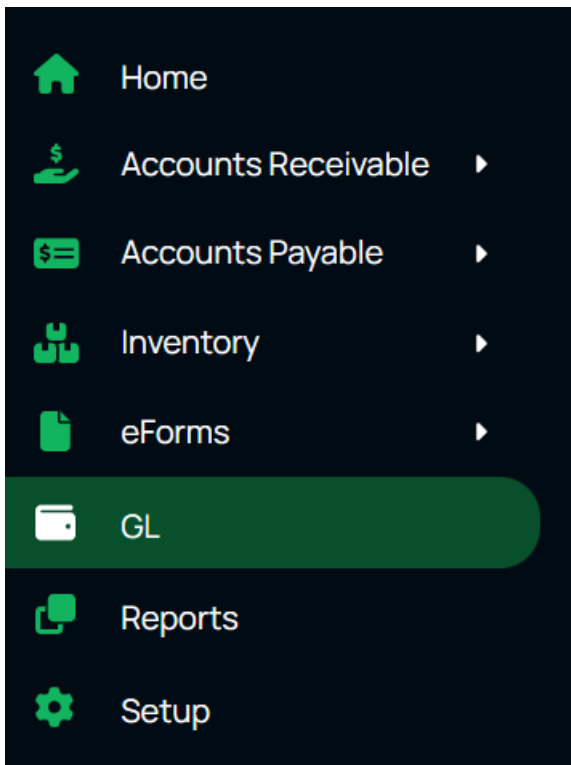 Home
Accounts Receivable
Accounts Payable
Inventory
eForms
GL
Reports
Setup